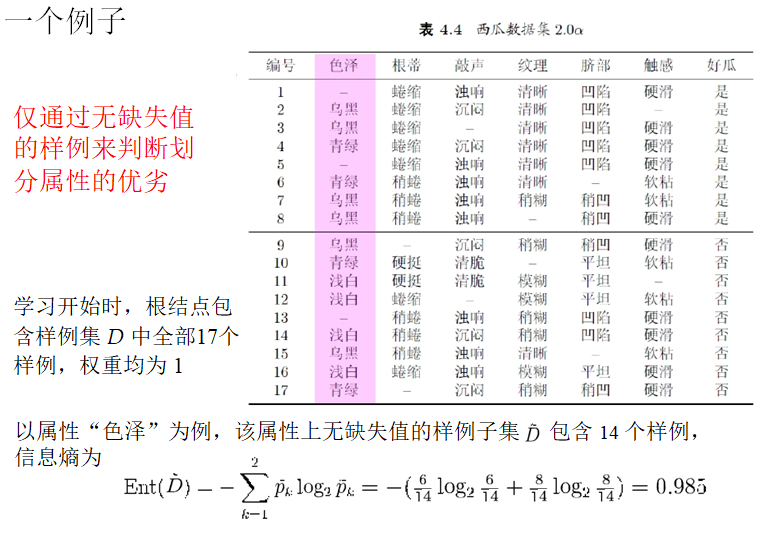 一个例子
表 4.4 西瓜数据集 2.0α
编号 色泽 根蒂 敲声 纹理 脐部 触感 好瓜
1 – 蜷缩 浊响 清晰 凹陷 硬滑 是
2 乌黑 蜷缩 沉闷 清晰 凹陷 – 是
3 乌黑 蜷缩 – 清晰 凹陷 硬滑 是
4 青绿 蜷缩 沉闷 清晰 凹陷 硬滑 是
5 – 蜷缩 浊响 清晰 凹陷 硬滑 是
6 青绿 稍蜷 浊响 清晰 – 软粘 是
7 乌黑 稍蜷 浊响 稍糊 稍凹 软粘 是
8 乌黑 稍蜷 浊响 – 稍凹 硬滑 是
9 乌黑 – 沉闷 稍糊 稍凹 硬滑 否
10 青绿 硬挺 清脆 – 平坦 软粘 否
11 浅白 硬挺 清脆 模糊 平坦 – 否
12 浅白 蜷缩 – 模糊 平坦 软粘 否
13 – 稍蜷 浊响 稍糊 凹陷 硬滑 否
14 浅白 稍蜷 沉闷 稍糊 凹陷 硬滑 否
15 乌黑 稍蜷 浊响 清晰 – 软粘 否
16 浅白 蜷缩 浊响 模糊 平坦 硬滑 否
17 青绿 – 沉闷 稍糊 稍凹 硬滑 否
仅通过无缺失值
的样例来判断划
分属性的优劣
学习开始时，根结点包
含样例集 D 中全部17个
样例，权重均为 1
以属性“色泽”为例，该属性上无缺失值的样例子集 D̃ 包含 14 个样例，
信息熵为
Ent(D̃) = − ∑_{k=1}^{2} p̃ₖ log₂ p̃ₖ = −(6/14 log₂ 6/14 + 8/14 log₂ 8/14) = 0.985